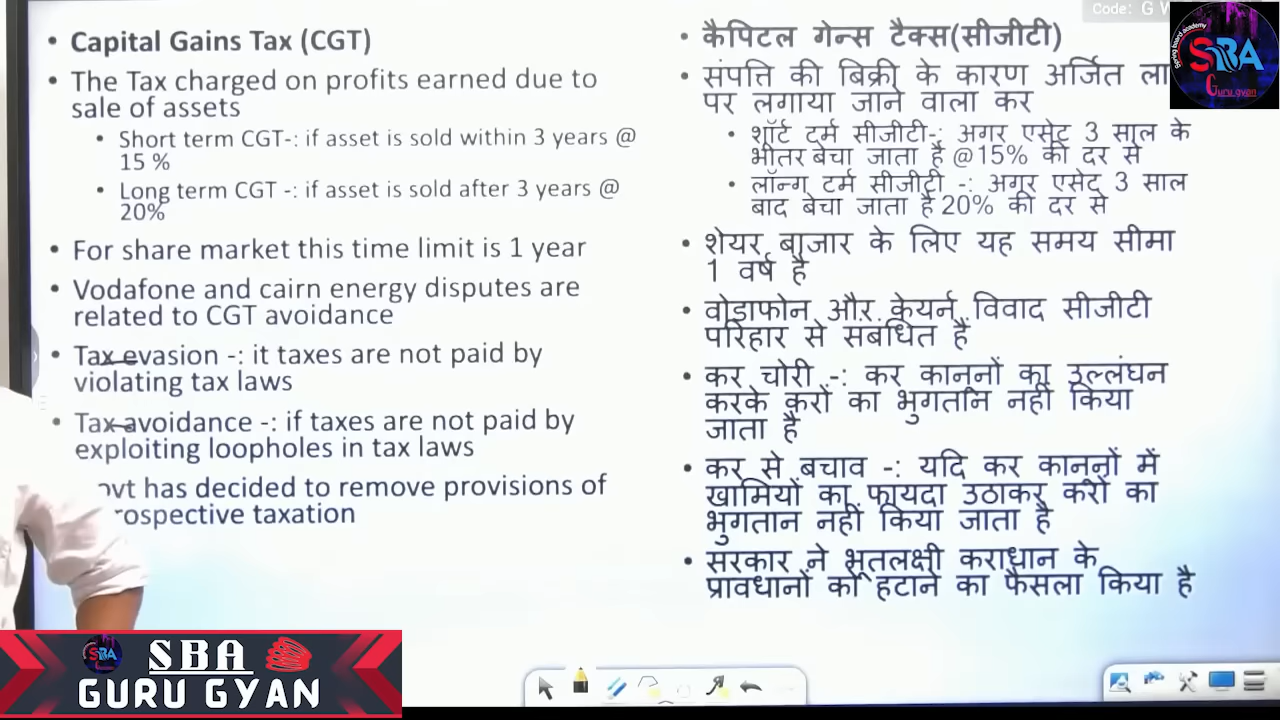 Code: G
• Capital Gains Tax (CGT)
• The Tax charged on profits earned due to
sale of assets
• Short term CGT-: if asset is sold within 3 years @
15 %
• Long term CGT -: if asset is sold after 3 years @
20%
• For share market this time limit is 1 year
• Vodafone and cairn energy disputes are
related to CGT avoidance
• Tax evasion -: it taxes are not paid by
violating tax laws
• Tax avoidance -: if taxes are not paid by
exploiting loopholes in tax laws
has decided to remove provisions of
taxation
• कैपिटल गेन्स टैक्स(सीजीटी)
• संपत्ति की बिक्री के कारण अर्जित
पर लगाया जाने वाला कर
• शॉर्ट टर्म सीजीटी-: अगर एसेट 3 साल के
भीतर बेचा जाता है @15% की दर से
• लॉन्ग टर्म सीजीटी -: अगर एसेट 3 साल
बाद बेचा जाता है 20% की दर से
• शेयर बाजार के लिए यह समय सीमा
1 वर्ष है
• वोडाफोन और केयर्न विवाद सीजीटी
परिहार से संबंधित हैं
• कर चोरी -: कर कानूनों का उल्लंघन
करके करों का भुगतान नहीं किया
जाता है
• कर से बचाव -: यदि कर कानूनों में
खामियों का फायदा उठाकर करों का
भुगतान नहीं किया जाता है
• सरकार ने भूतलक्षी कराधान के
प्रावधानों को हटाने का फैसला किया है
SBA
Guru gyan
SBA
SBA
GURU GYAN